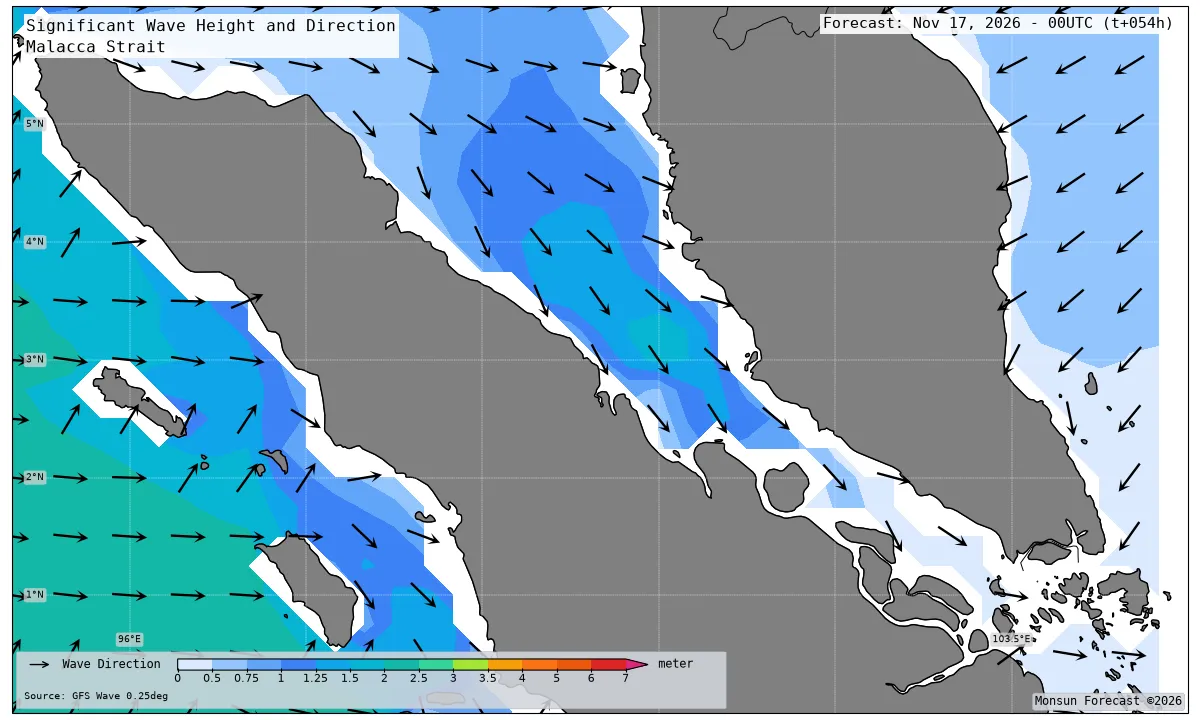 Significant Wave Height and Direction
Malacca Strait
Forecast: Nov 17, 2026 - 00UTC (t+054h)
5°N
4°N
3°N
2°N
1°N
96°E
103.5°E
Wave Direction
meter
0 0.5 0.75 1 1.25 1.5 2 2.5 3 3.5 4 5 6 7
Source: GFS Wave 0.25deg
Monsun Forecast ©2026